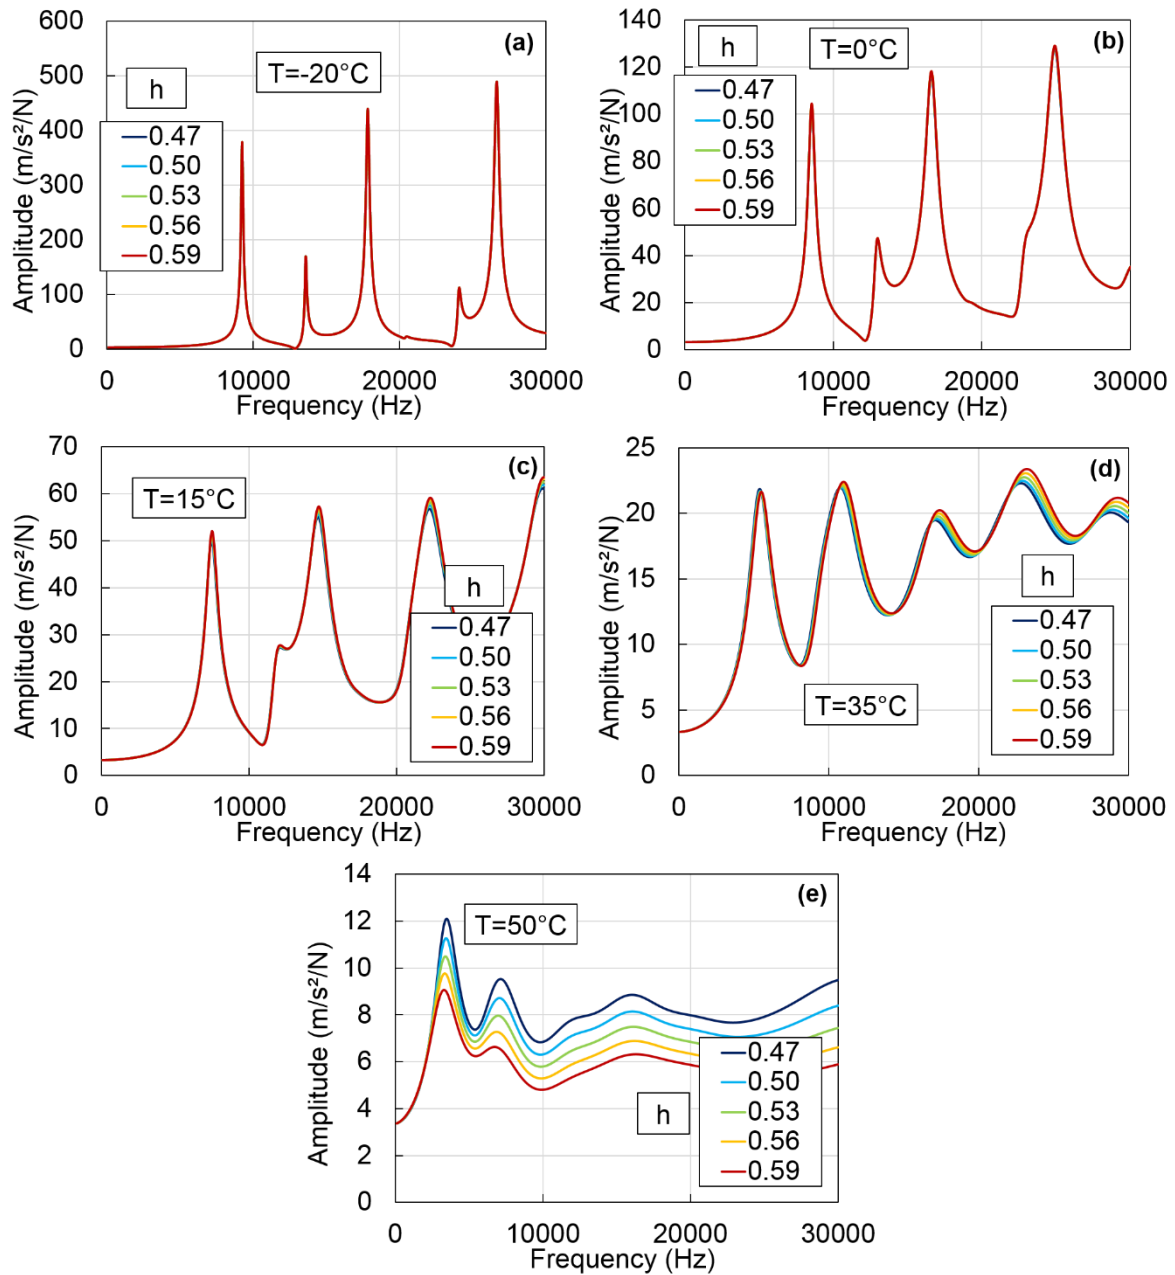 (a)
T=-20°C
h
0.47
0.50
0.53
0.56
0.59
600
500
400
300
200
100
0
0 10000 20000 30000
Amplitude (m/s²/N)
Frequency (Hz)
(b)
T=0°C
h
0.47
0.50
0.53
0.56
0.59
140
120
100
80
60
40
20
0
0 10000 20000 30000
Amplitude (m/s²/N)
Frequency (Hz)
(c)
T=15°C
h
0.47
0.50
0.53
0.56
0.59
70
60
50
40
30
20
10
0
0 10000 20000 30000
Amplitude (m/s²/N)
Frequency (Hz)
(d)
T=35°C
h
0.47
0.50
0.53
0.56
0.59
25
20
15
10
5
0
0 10000 20000 30000
Amplitude (m/s²/N)
Frequency (Hz)
(e)
T=50°C
h
0.47
0.50
0.53
0.56
0.59
14
12
10
8
6
4
2
0
0 10000 20000 30000
Amplitude (m/s²/N)
Frequency (Hz)